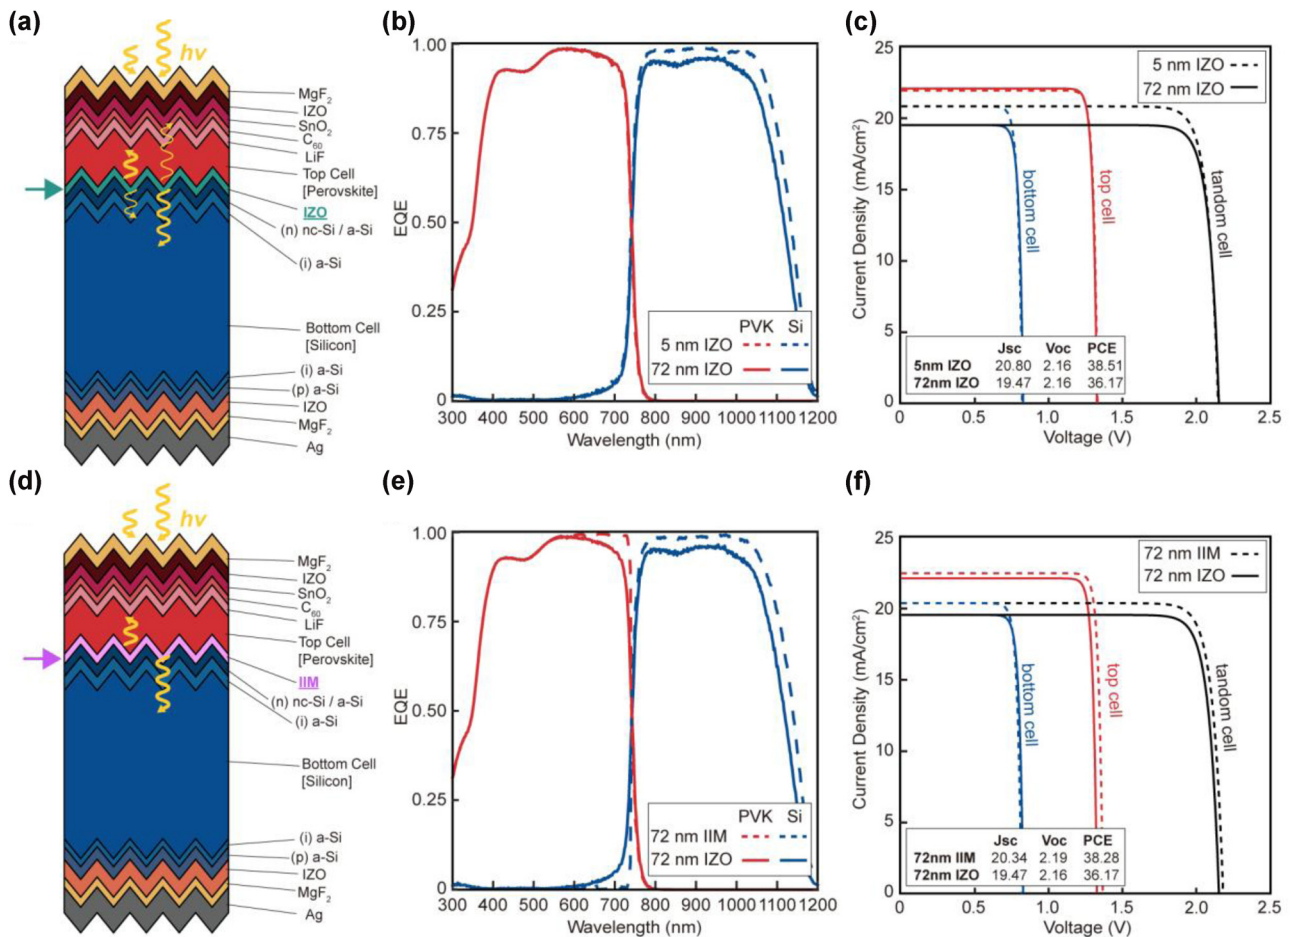 (a)
hν
MgF2
IZO
SnO2
C60
LiF
Top Cell
[Perovskite]
IZO
(n) nc-Si / a-Si
(i) a-Si
Bottom Cell
[Silicon]
(i) a-Si
(p) a-Si
IZO
MgF2
Ag
(b)
1.00
0.75
0.50
0.25
0
EQE
PVK Si
5 nm IZO
72 nm IZO
300 400 500 600 700 800 900 1000 1100 1200
Wavelength (nm)
(c)
25
20
15
10
5
0
Current Density (mA/cm2)
5 nm IZO
72 nm IZO
bottom cell
top cell
tandom cell
Jsc Voc PCE
5nm IZO 20.80 2.16 38.51
72nm IZO 19.47 2.16 36.17
0 0.5 1.0 1.5 2.0 2.5
Voltage (V)
(d)
hν
MgF2
IZO
SnO2
C60
LiF
Top Cell
[Perovskite]
IIM
(n) nc-Si / a-Si
(i) a-Si
Bottom Cell
[Silicon]
(i) a-Si
(p) a-Si
IZO
MgF2
Ag
(e)
1.00
0.75
0.50
0.25
0
EQE
PVK Si
72 nm IIM
72 nm IZO
300 400 500 600 700 800 900 1000 1100 1200
Wavelength (nm)
(f)
25
20
15
10
5
0
Current Density (mA/cm2)
72 nm IIM
72 nm IZO
bottom cell
top cell
tandom cell
Jsc Voc PCE
72nm IIM 20.34 2.19 38.28
72nm IZO 19.47 2.16 36.17
0 0.5 1.0 1.5 2.0 2.5
Voltage (V)